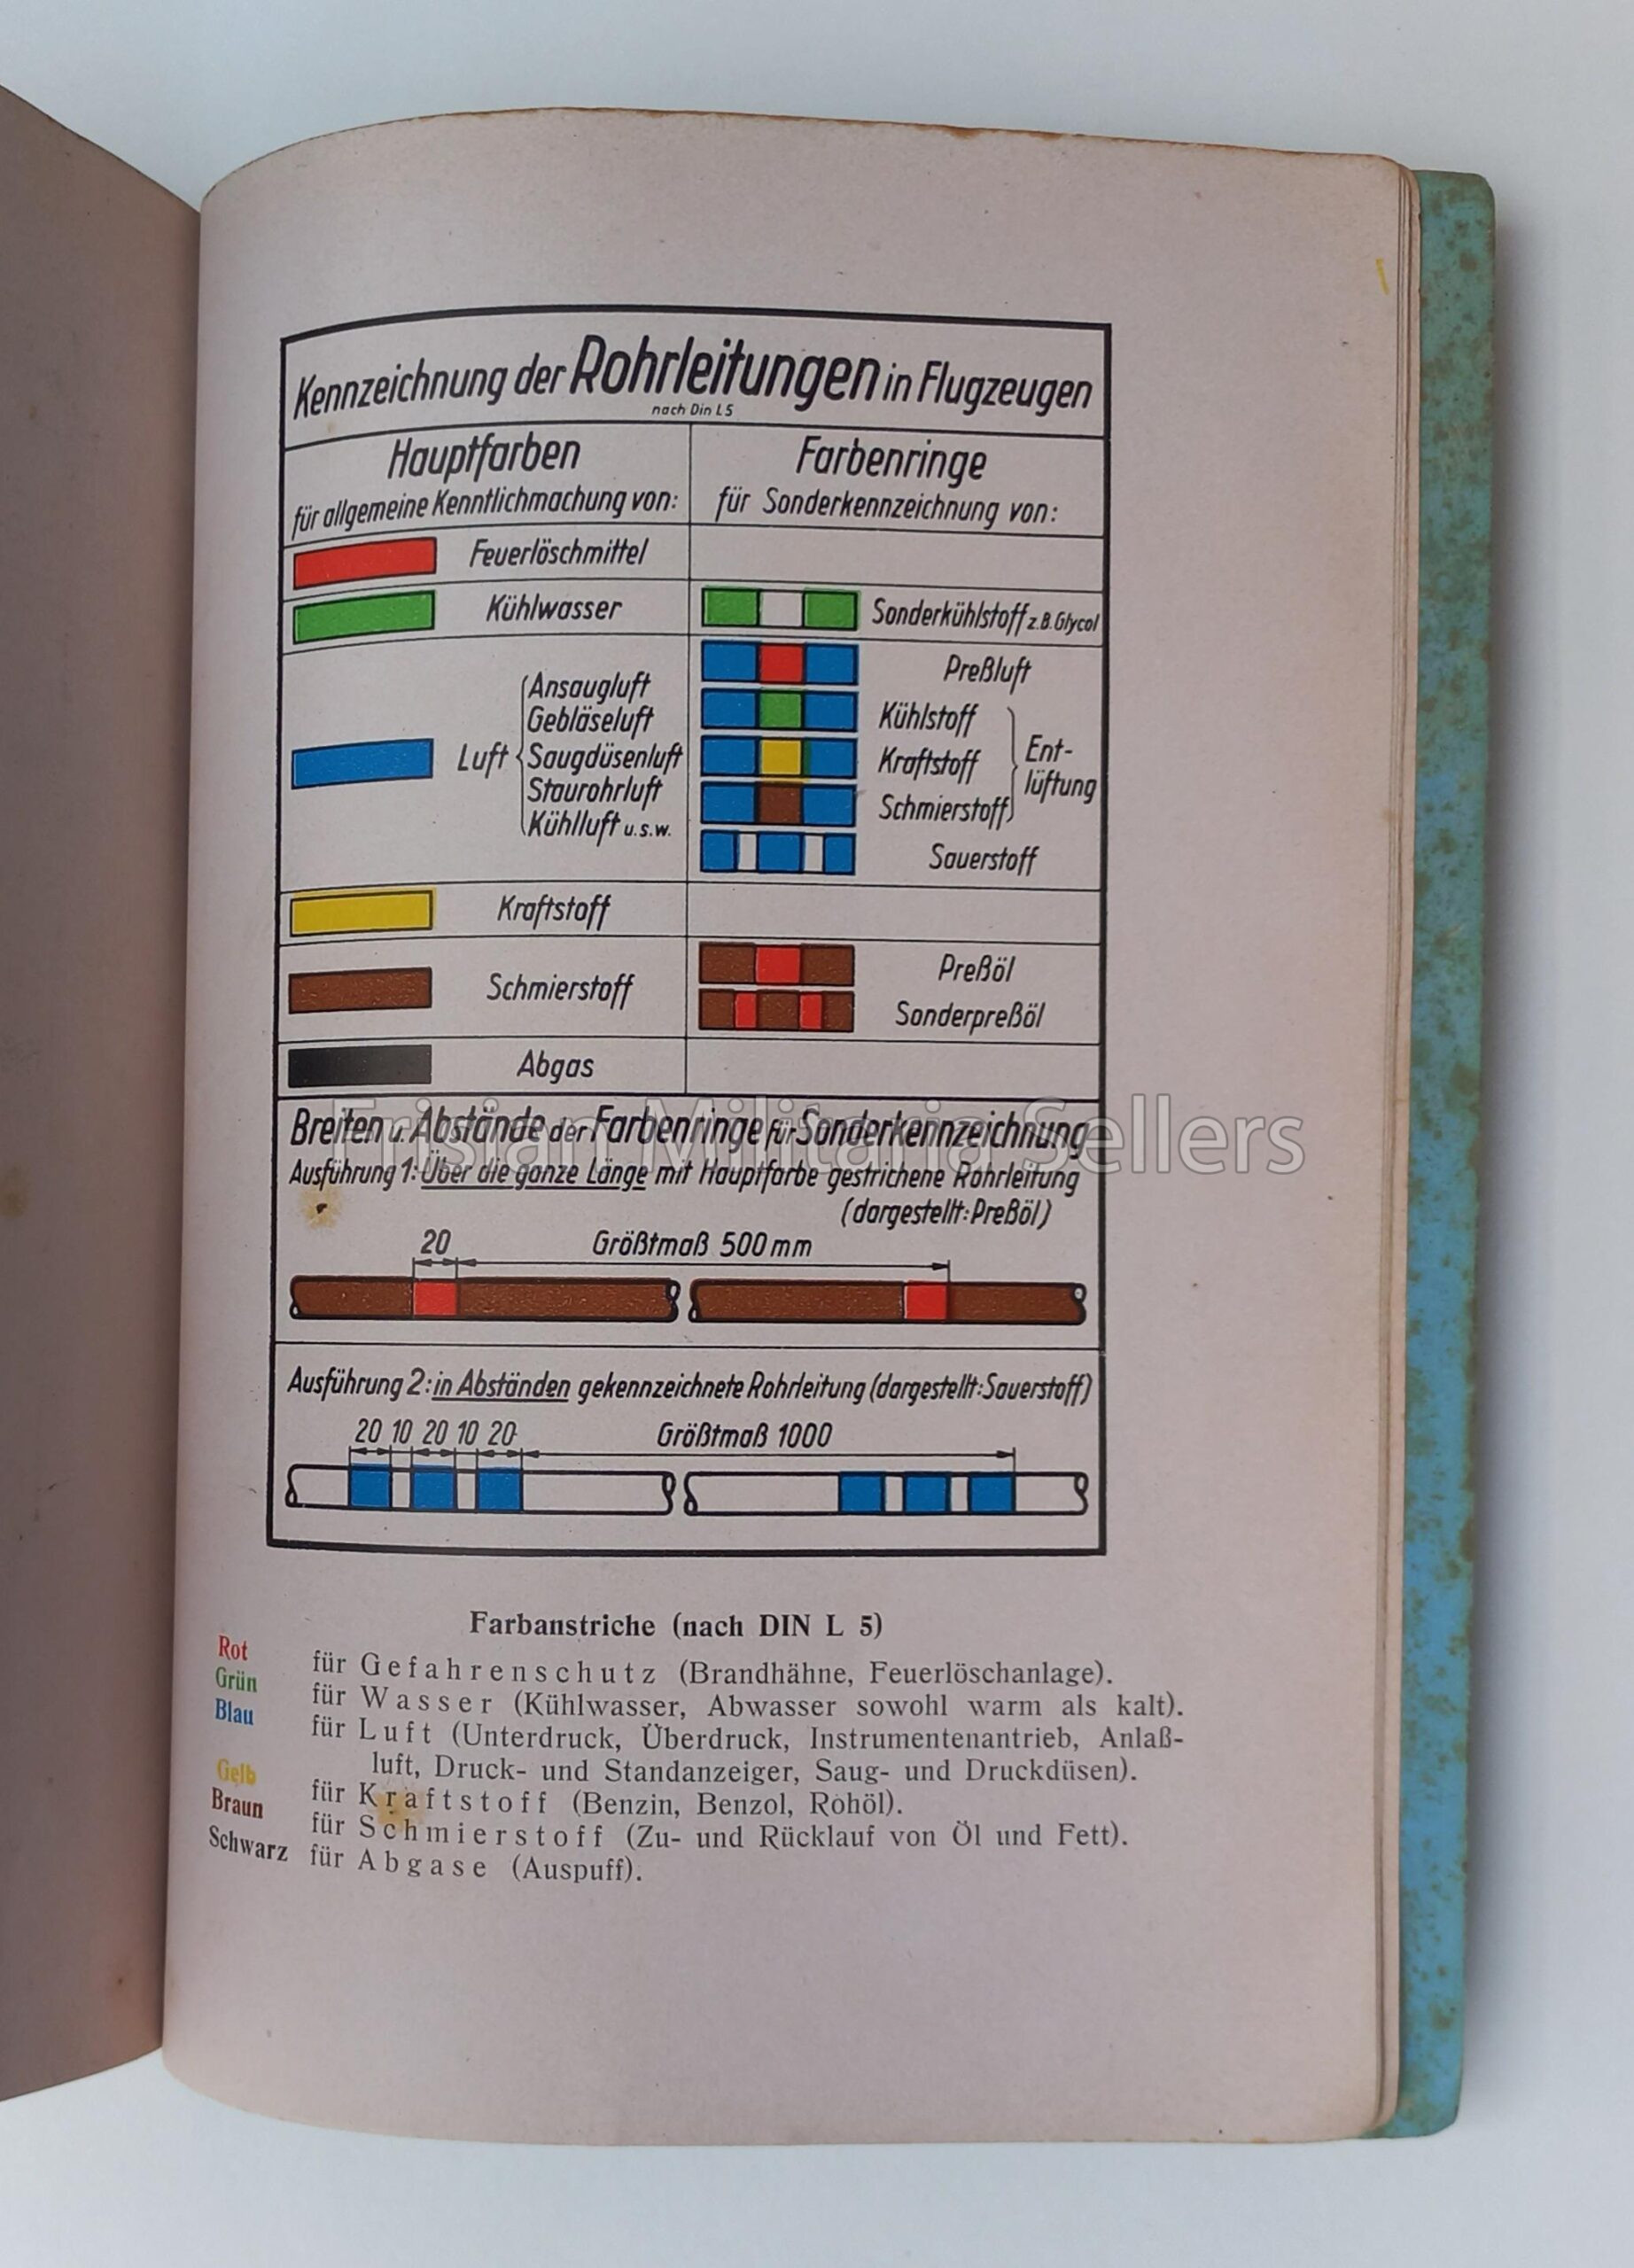 Kennzeichnung der Rohrleitungen in Flugzeugen
nach Din L5
Hauptfarben
für allgemeine Kenntlichmachung von:
Farbenringe
für Sonderkennzeichnung von:
Feuerlöschmittel
Kühlwasser
Sonderkühlstoff z.B. Glycol
Luft
Ansaugluft
Gebläseluft
Saugdüsenluft
Staurohrluft
Kühlluft u.s.w.
Preßluft
Kühlstoff
Kraftstoff
Schmierstoff
Ent-
lüftung
Sauerstoff
Kraftstoff
Schmierstoff
Preßöl
Sonderpreßöl
Abgas
Breiten u. Abstände der Farbenringe für Sonderkennzeichnung
Frisian Militaria Sellers
Ausführung 1: Über die ganze Länge mit Hauptfarbe gestrichene Rohrleitung
(dargestellt: Preßöl)
20 Größtmaß 500 mm
Ausführung 2: in Abständen gekennzeichnete Rohrleitung (dargestellt: Sauerstoff)
20 10 20 10 20 Größtmaß 1000
Farbanstriche (nach DIN L 5)
Rot für Gefahrenschutz (Brandhähne, Feuerlöschanlage).
Grün für Wasser (Kühlwasser, Abwasser sowohl warm als kalt).
Blau für Luft (Unterdruck, Überdruck, Instrumentenantrieb, Anlaß-
luft, Druck- und Standanzeiger, Saug- und Druckdüsen).
Gelb für Kraftstoff (Benzin, Benzol, Rohöl).
Braun für Schmierstoff (Zu- und Rücklauf von Öl und Fett).
Schwarz für Abgase (Auspuff).